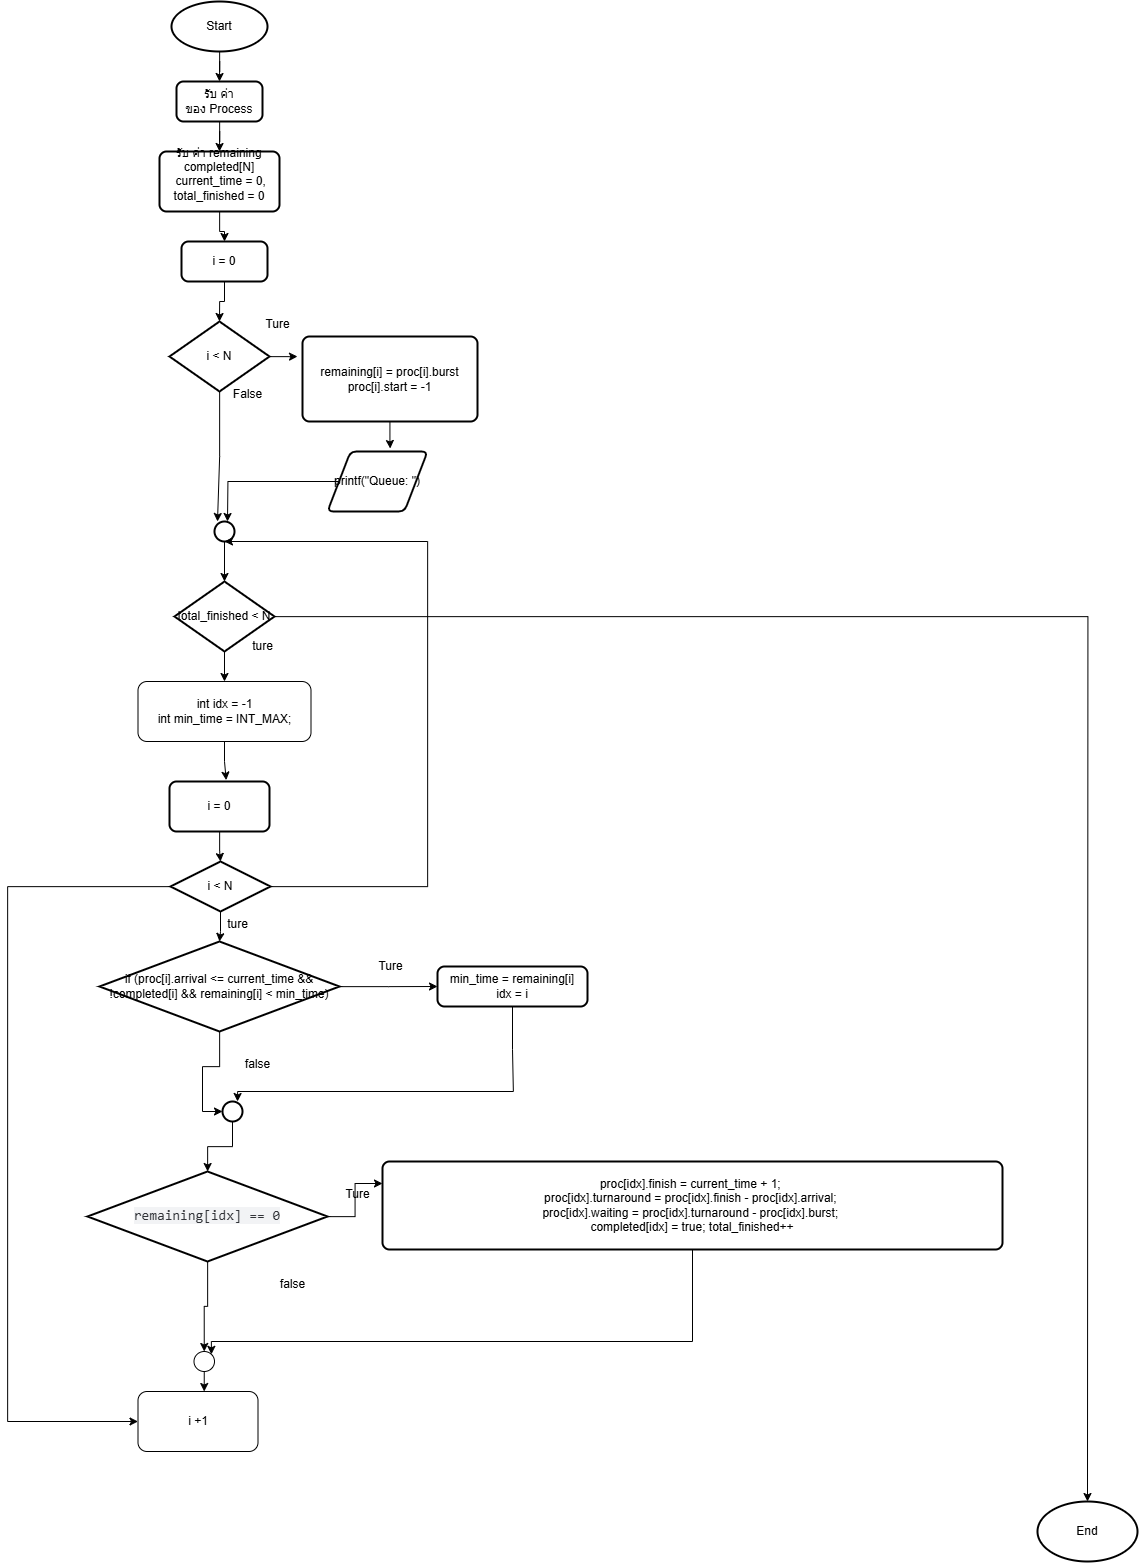 Start
รับ ค่า
ของ Process
รับ ค่า remaining
completed[N]
current_time = 0,
total_finished = 0
i = 0
Ture
i < N
remaining[i] = proc[i].burst
proc[i].start = -1
False
printf("Queue: ")
total_finished < N
ture
int idx = -1
int min_time = INT_MAX;
i = 0
i < N
ture
Ture
if (proc[i].arrival <= current_time &&
!completed[i] && remaining[i] < min_time)
min_time = remaining[i]
idx = i
false
proc[idx].finish = current_time + 1;
Ture
proc[idx].turnaround = proc[idx].finish - proc[idx].arrival;
proc[idx].waiting = proc[idx].turnaround - proc[idx].burst;
completed[idx] = true; total_finished++
remaining[idx] == 0
false
i +1
End